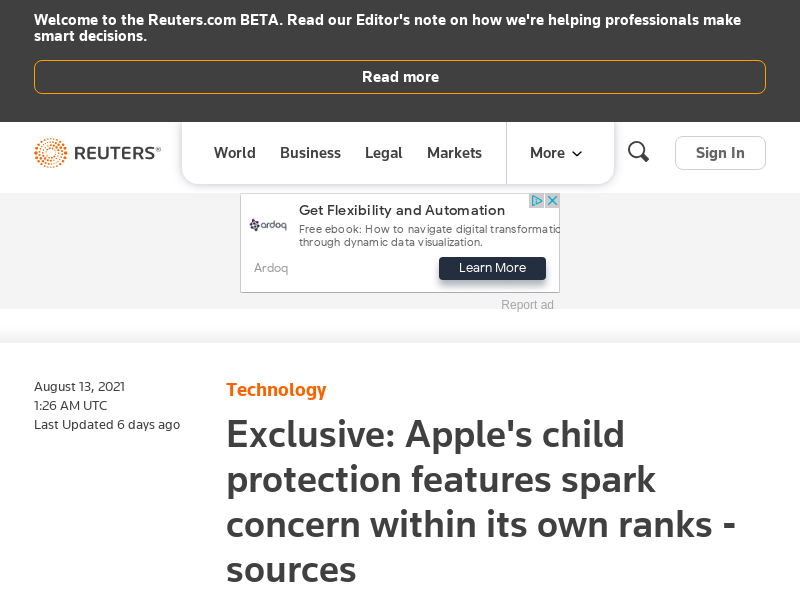 Welcome to the Reuters.com BETA. Read our Editor's note on how we're helping professionals make
smart decisions.
Read more
REUTERS®
World
Business
Legal
Markets
More
Sign In
Get Flexibility and Automation
ardoq
Free ebook: How to navigate digital transformatic
through dynamic data visualization.
Ardoq
Learn More
Report ad
August 13, 2021
1:26 AM UTC
Last Updated 6 days ago
Technology
Exclusive: Apple's child
protection features spark
concern within its own ranks -
sources